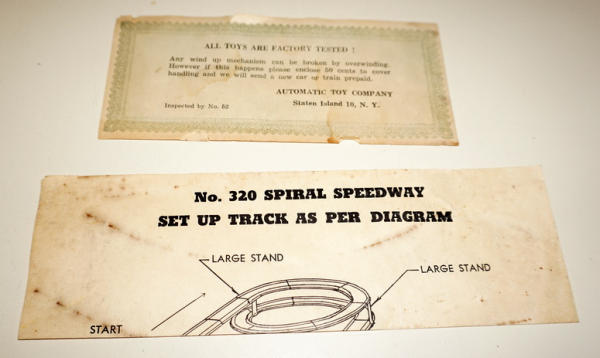 ALL TOYS ARE FACTORY TESTED !
Any wind up mechanism can be broken by overwinding.
However if this happens please enclose 50 cents to cover
handling and we will send a new car or train prepaid.
AUTOMATIC TOY COMPANY
Inspected by No. 52
Staten Island 10, N. Y.
No. 320 SPIRAL SPEEDWAY
SET UP TRACK AS PER DIAGRAM
LARGE STAND
LARGE STAND
START